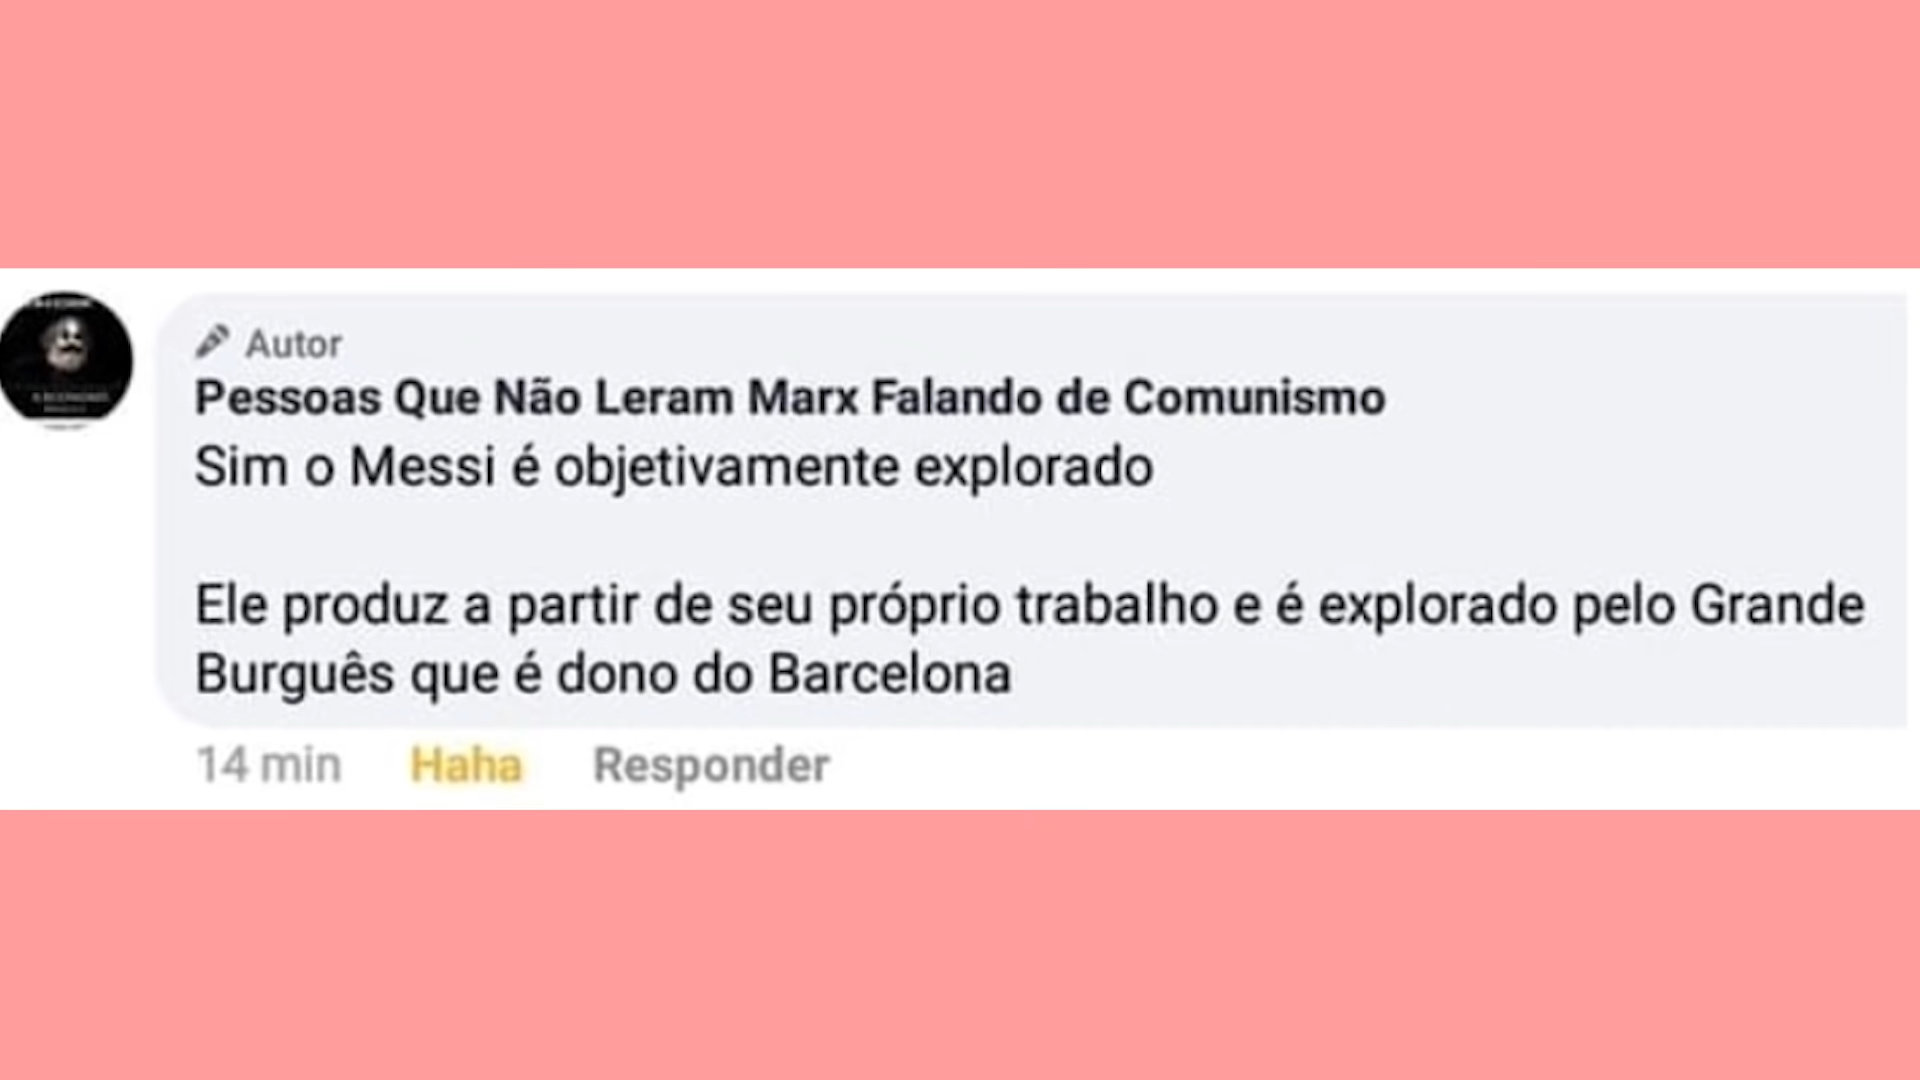 Autor
Pessoas Que Não Leram Marx Falando de Comunismo
Sim o Messi é objetivamente explorado
Ele produz a partir de seu próprio trabalho e é explorado pelo Grande
Burguês que é dono do Barcelona
14 min Haha Responder